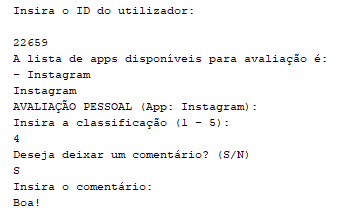 Insira o ID do utilizador:
22659
A lista de apps disponíveis para avaliação é:
- Instagram
Instagram
AVALIAÇÃO PESSOAL (App: Instagram):
Insira a classificação (1 - 5):
4
Deseja deixar um comentário? (S/N)
S
Insira o comentário:
Boa!